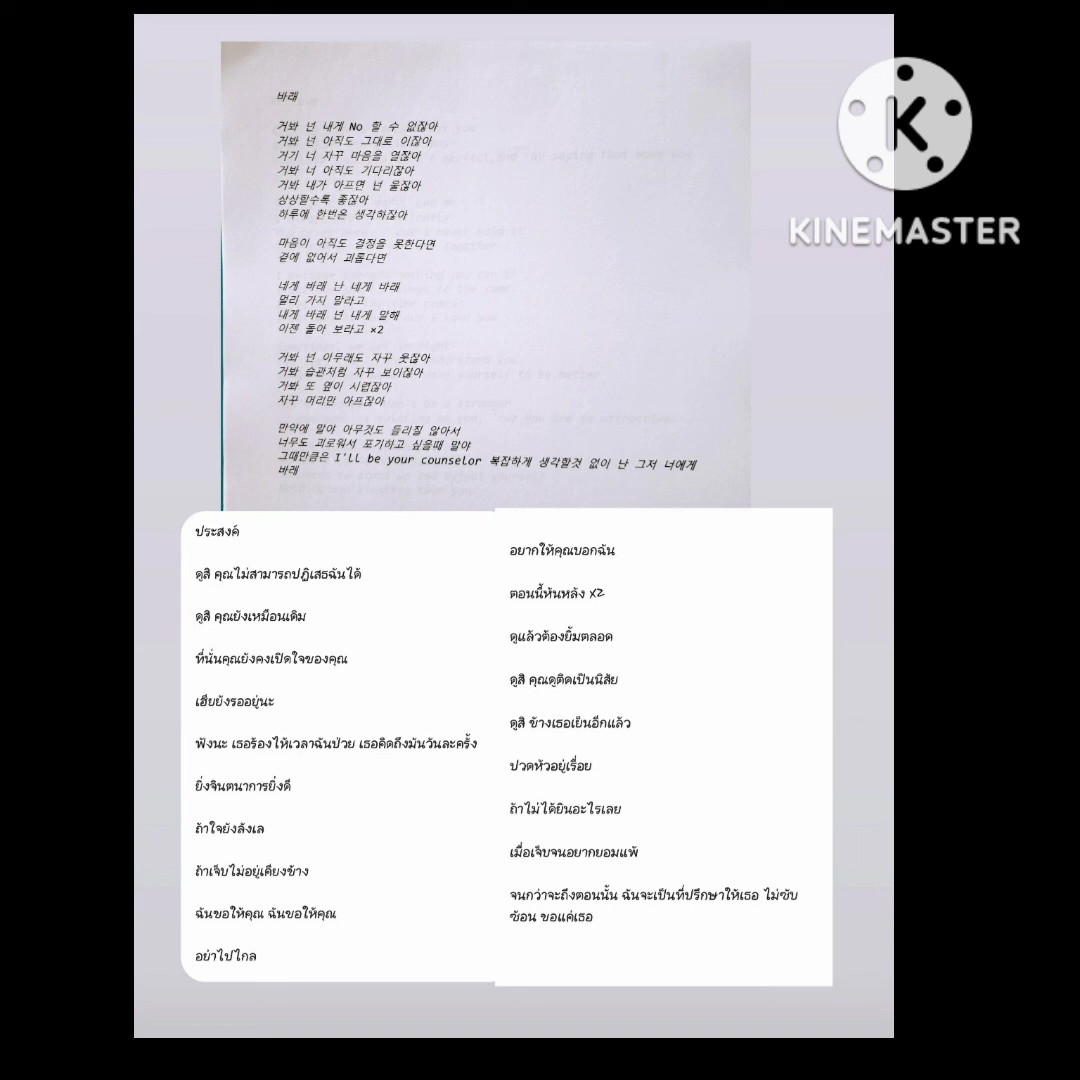 바래
거봐 넌 내게 No 할 수 없잖아
거봐 넌 아직도 그대로 이잖이
거기 너 자꾸 마음을 열잖아
거봐 너 아직도 기다리잖아
거봐 내가 아프면 넌 울잖아
상상할수록 좋잖아
하루에 한번은 생각하잖아
마음이 아직도 결정을 못한다면
곁에 없어서 괴롭다면
네게 바래 난 네게 바래
멀리 가지 말라고
내게 바래 넌 내게 말해
이젠 돌아 보라고 ×2
거봐 넌 이무래도 자꾸 웃잖아
거봐 습관처럼 자꾸 보이잖아
거봐 또 옆이 시렵잖아
자꾸 머리만 아프잖아
만약에 말야 아무것도 들리질 않아서
너무도 괴로워서 포기하고 싶을때 말야
그때만큼은 I'll be your counselor 복잡하게 생각할것 없이 난 그저 너에게
바래
ประสงค์
ดูสิ คุณไม่สามารถปฏิเสธฉันได้
ดูสิ คุณยังเหมือนเดิม
ที่นั่นคุณยังคงเปิดใจของคุณ
เฮียยังรออยู่นะ
ฟังนะ เธอร้องไห้เวลาฉันป่วย เธอคิดถึงมันวันละครั้ง
ยิ่งจินตนาการยิ่งดี
ถ้าใจยังลังเล
ถ้าเจ็บไม่อยู่เคียงข้าง
ฉันขอให้คุณ ฉันขอให้คุณ
อย่าไปไกล
อยากให้คุณบอกฉัน
ตอนนี้หันหลัง x2
ดูแล้วต้องยิ้มตลอด
ดูสิ คุณดูติดเป็นนิสัย
ดูสิ ข้างเธอเย็นอีกแล้ว
ปวดหัวอยู่เรื่อย
ถ้าไม่ได้ยินอะไรเลย
เมื่อเจ็บจนอยากยอมแพ้
จนกว่าจะถึงตอนนั้น ฉันจะเป็นที่ปรึกษาให้เธอ ไม่ซับ
ซ้อน ขอแค่เธอ
KINEMASTER